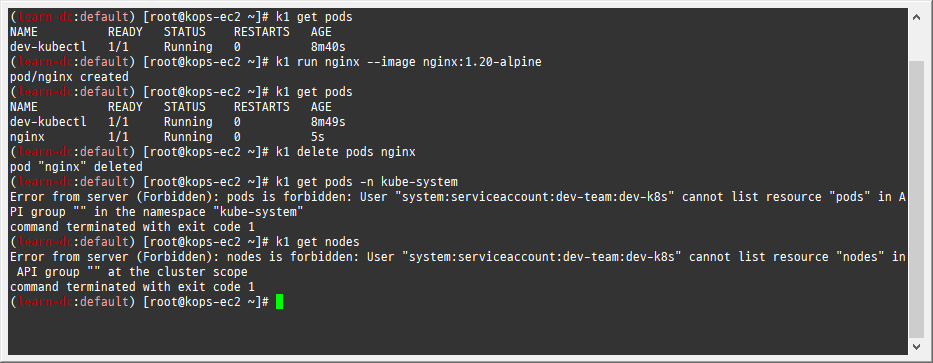 (learn-dr:default) [root@kops-ec2 ~]# k1 get pods
NAME          READY   STATUS    RESTARTS   AGE
dev-kubectl   1/1     Running   0          8m40s
(learn-dr:default) [root@kops-ec2 ~]# k1 run nginx --image nginx:1.20-alpine
pod/nginx created
(learn-dr:default) [root@kops-ec2 ~]# k1 get pods
NAME          READY   STATUS    RESTARTS   AGE
dev-kubectl   1/1     Running   0          8m49s
nginx         1/1     Running   0          5s
(learn-dr:default) [root@kops-ec2 ~]# k1 delete pods nginx
pod "nginx" deleted
(learn-dr:default) [root@kops-ec2 ~]# k1 get pods -n kube-system
Error from server (Forbidden): pods is forbidden: User "system:serviceaccount:dev-team:dev-k8s" cannot list resource "pods" in A
PI group "" in the namespace "kube-system"
command terminated with exit code 1
(learn-dr:default) [root@kops-ec2 ~]# k1 get nodes
Error from server (Forbidden): nodes is forbidden: User "system:serviceaccount:dev-team:dev-k8s" cannot list resource "nodes" in
 API group "" at the cluster scope
command terminated with exit code 1
(learn-dr:default) [root@kops-ec2 ~]#